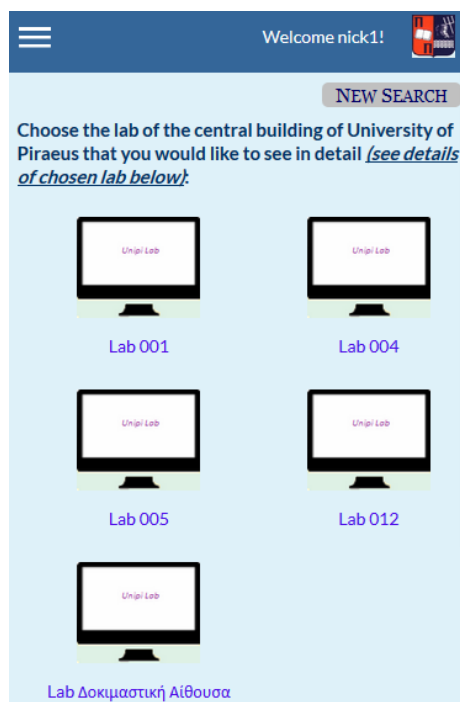 Welcome nick1!
Π
Π
NEW SEARCH
Choose the lab of the central building of University of
Piraeus that you would like to see in detail (see details
of chosen lab below):
Unipi Lab
Unipi Lab
Lab 001
Lab 004
Unipi Lab
Unipi Lab
Lab 005
Lab 012
Unipi Lab
Lab Δοκιμαστική Αίθουσα